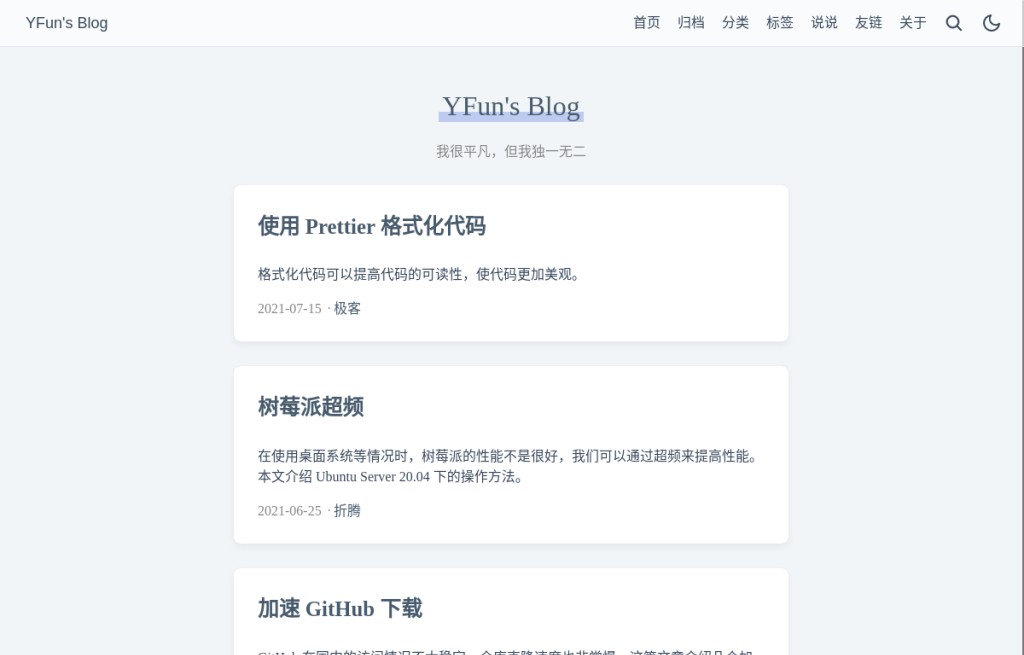 YFun's Blog
首页 归档 分类 标签 说说 友链 关于
YFun's Blog
我很平凡，但我独一无二
使用 Prettier 格式化代码
格式化代码可以提高代码的可读性，使代码更加美观。
2021-07-15 · 极客
树莓派超频
在使用桌面系统等情况时，树莓派的性能不是很好，我们可以通过超频来提高性能。
本文介绍 Ubuntu Server 20.04 下的操作方法。
2021-06-25 · 折腾
加速 GitHub 下载